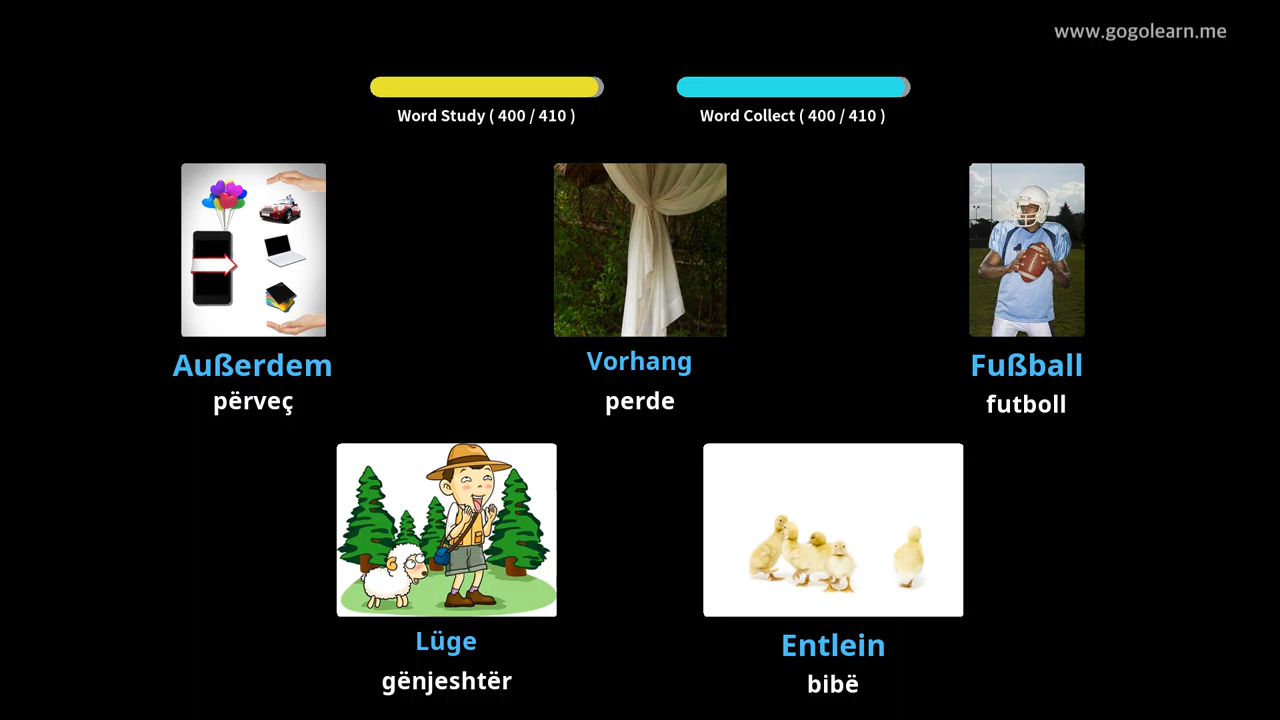 www.gogolearn.me
Word Study ( 400 / 410 )
Word Collect ( 400 / 410 )
Außerdem
përveç
Vorhang
perde
Fußball
futboll
Lüge
gënjeshtër
Entlein
bibë